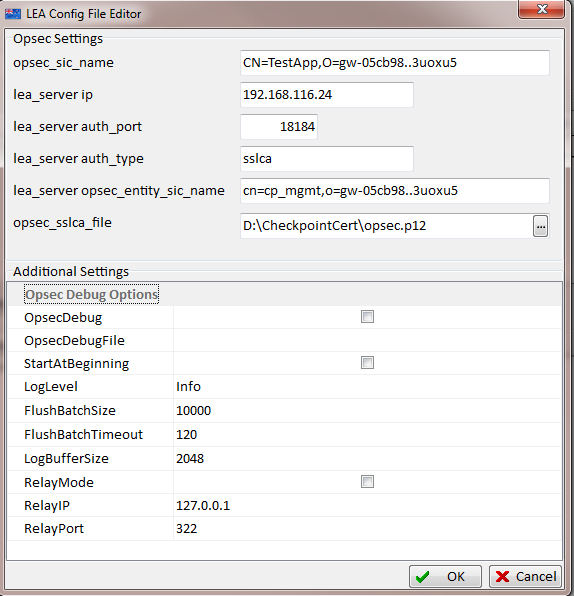 LEA Config File Editor
Opsec Settings
opsec_sic_name CN=TestApp,O=gw-05cb98..3uoxu5
lea_server ip 192.168.116.24
lea_server auth_port 18184
lea_server auth_type sslca
lea_server opsec_entity_sic_name cn=cp_mgmt,o=gw-05cb98..3uoxu5
opsec_sslca_file D:\CheckpointCert\opsec.p12 ...
Additional Settings
Opsec Debug Options
OpsecDebug
OpsecDebugFile
StartAtBeginning
LogLevel Info
FlushBatchSize 10000
FlushBatchTimeout 120
LogBufferSize 2048
RelayMode
RelayIP 127.0.0.1
RelayPort 322
OK Cancel